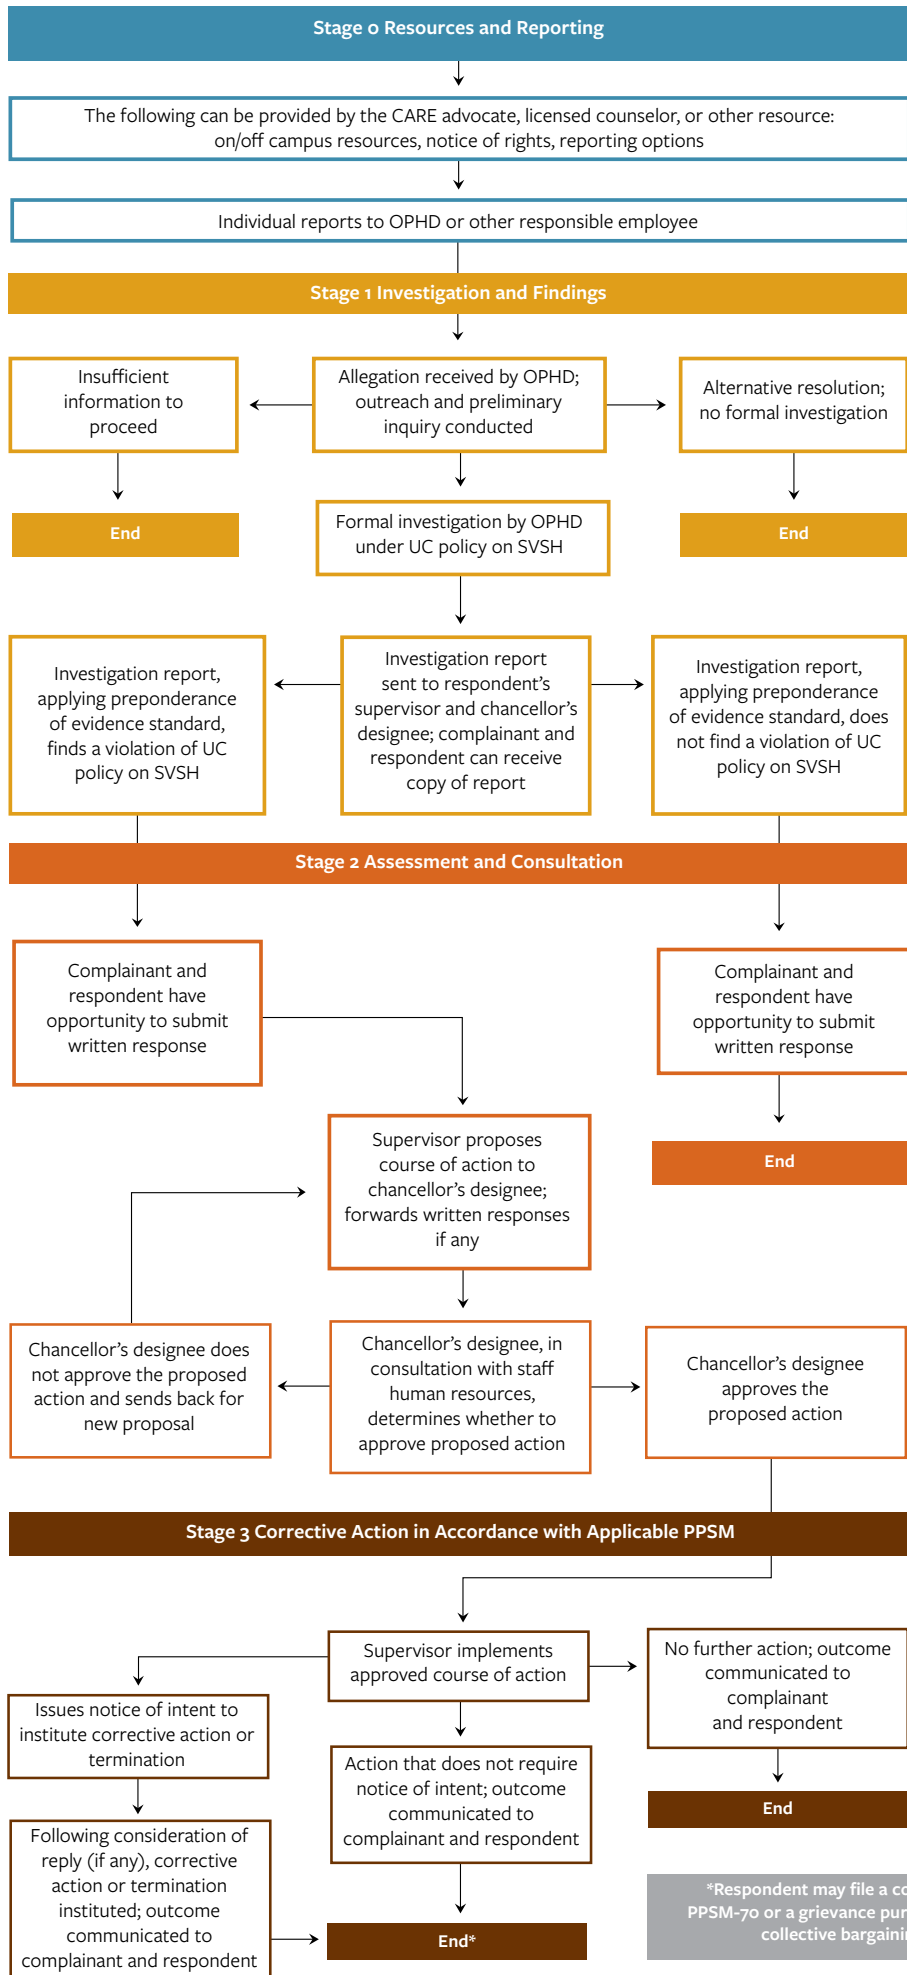 Stage 0 Resources and Reporting
The following can be provided by the CARE advocate, licensed counselor, or other resource:
on/off campus resources, notice of rights, reporting options
Individual reports to OPHD or other responsible employee
Stage 1 Investigation and Findings
Insufficient
information to
proceed
Allegation received by OPHD;
outreach and preliminary
inquiry conducted
Alternative resolution;
no formal investigation
End
Formal investigation by OPHD
under UC policy on SVSH
End
Investigation report,
applying preponderance
of evidence standard,
finds a violation of UC
policy on SVSH
Investigation report
sent to respondent’s
supervisor and chancellor’s
designee; complainant and
respondent can receive
copy of report
Investigation report,
applying preponderance
of evidence standard, does
not find a violation of UC
policy on SVSH
Stage 2 Assessment and Consultation
Complainant and
respondent have
opportunity to submit
written response
Complainant and
respondent have
opportunity to submit
written response
Supervisor proposes
course of action to
chancellor’s designee;
forwards written responses
if any
End
Chancellor’s designee does
not approve the proposed
action and sends back for
new proposal
Chancellor’s designee, in
consultation with staff
human resources,
determines whether to
approve proposed action
Chancellor’s designee
approves the
proposed action
Stage 3 Corrective Action in Accordance with Applicable PPSM
Supervisor implements
approved course of action
No further action; outcome
communicated to
complainant
and respondent
Issues notice of intent to
institute corrective action or
termination
Action that does not require
notice of intent; outcome
communicated to
complainant and respondent
End
Following consideration of
reply (if any), corrective
action or termination
instituted; outcome
communicated to
complainant and respondent
End*
*Respondent may file a
PPSM-70 or a grievance
collective